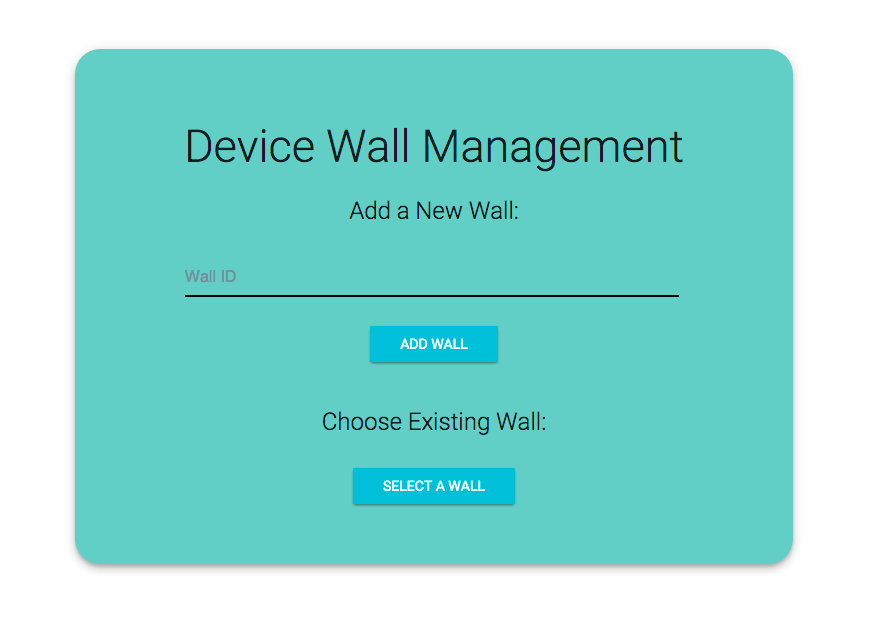 Device Wall Management
Add a New Wall:
Wall ID
ADD WALL
Choose Existing Wall:
SELECT A WALL